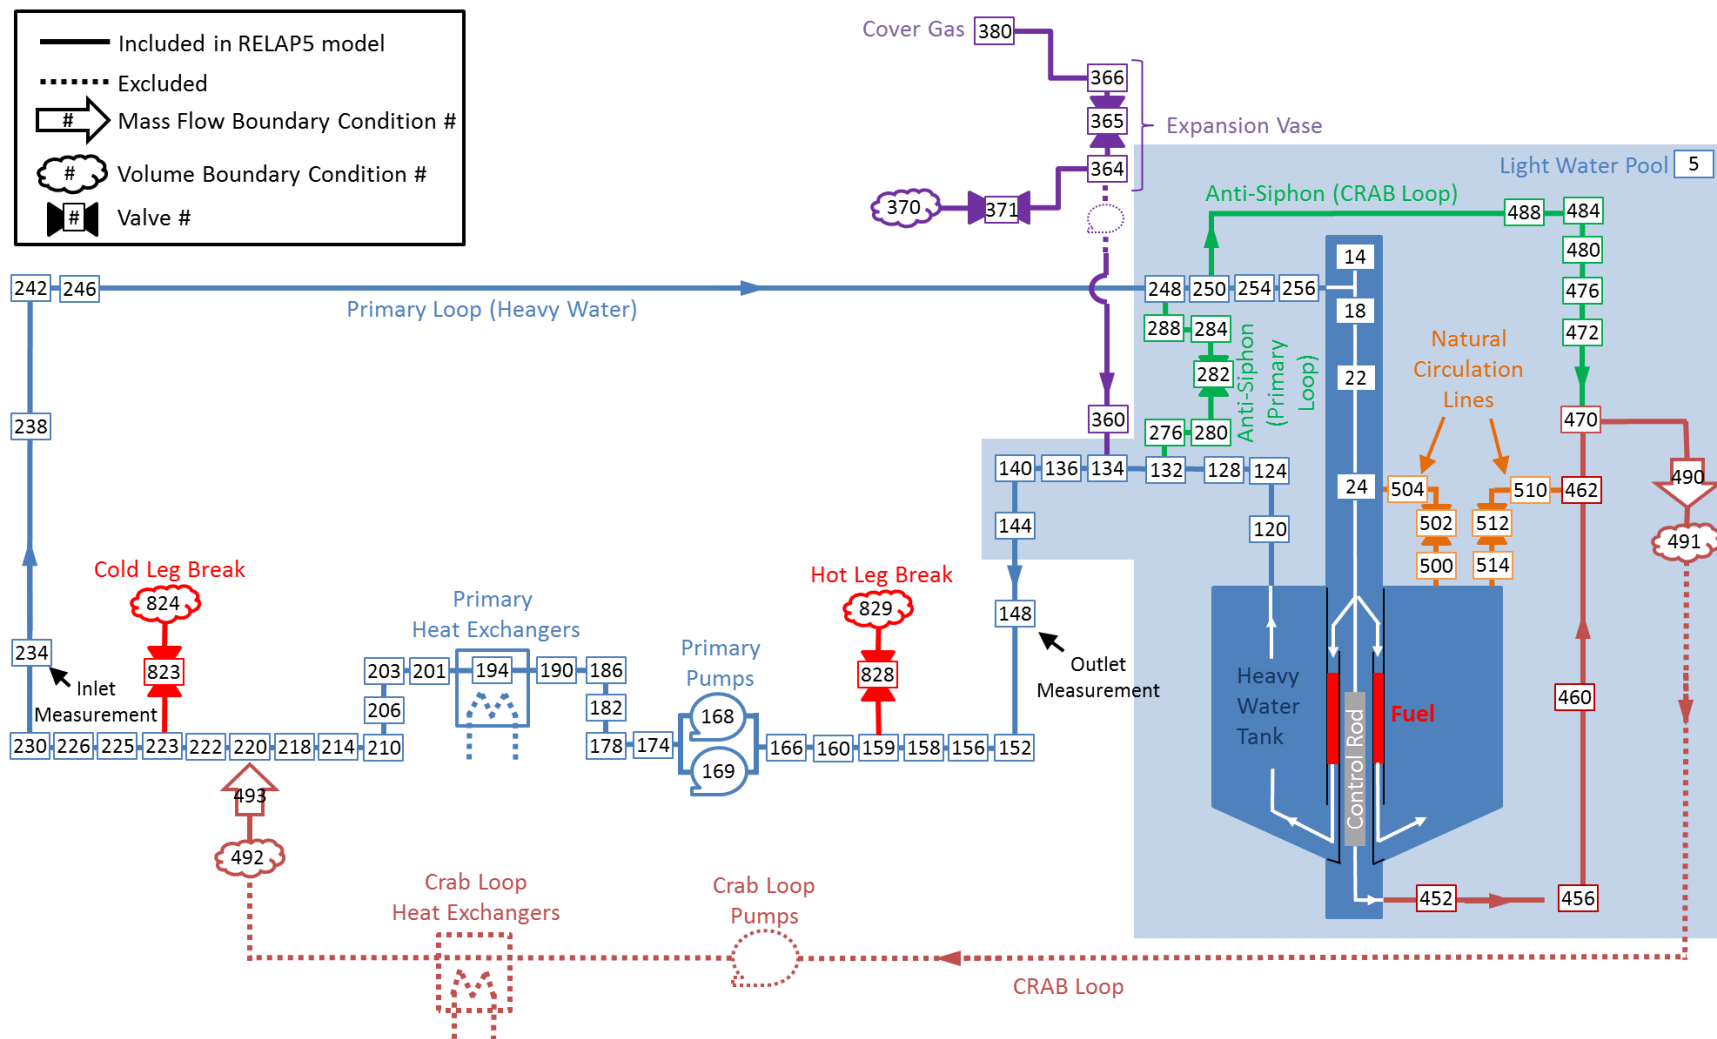 Included in RELAP5 model
Excluded
# Mass Flow Boundary Condition #
# Volume Boundary Condition #
# Valve #
Cover Gas 380
366
365
Expansion Vase
364
370
371
Light Water Pool 5
Anti-Siphon (CRAB Loop)
488
484
480
476
472
242
246
Primary Loop (Heavy Water)
248
250
254
256
14
18
22
24
288
284
282
276
280
Anti-Siphon
(Primary
Loop)
Natural
Circulation
Lines
360
470
490
491
140
136
134
132
128
124
144
120
504
510
462
502
512
500
514
238
Cold Leg Break
824
823
234
Inlet
Measurement
Primary
Heat Exchangers
203
201
194
190
186
206
182
Primary
Pumps
168
169
Hot Leg Break
829
828
148
Outlet
Measurement
230
226
225
223
222
220
218
214
210
178
174
166
160
159
158
156
152
Heavy
Water
Tank
Control Rod
Fuel
460
493
492
452
456
Crab Loop
Heat Exchangers
Crab Loop
Pumps
CRAB Loop